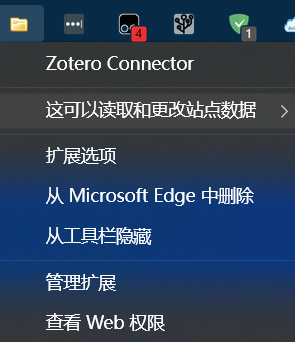 4
1
Zotero Connector
这可以读取和更改站点数据
扩展选项
从 Microsoft Edge 中删除
从工具栏隐藏
管理扩展
查看 Web 权限